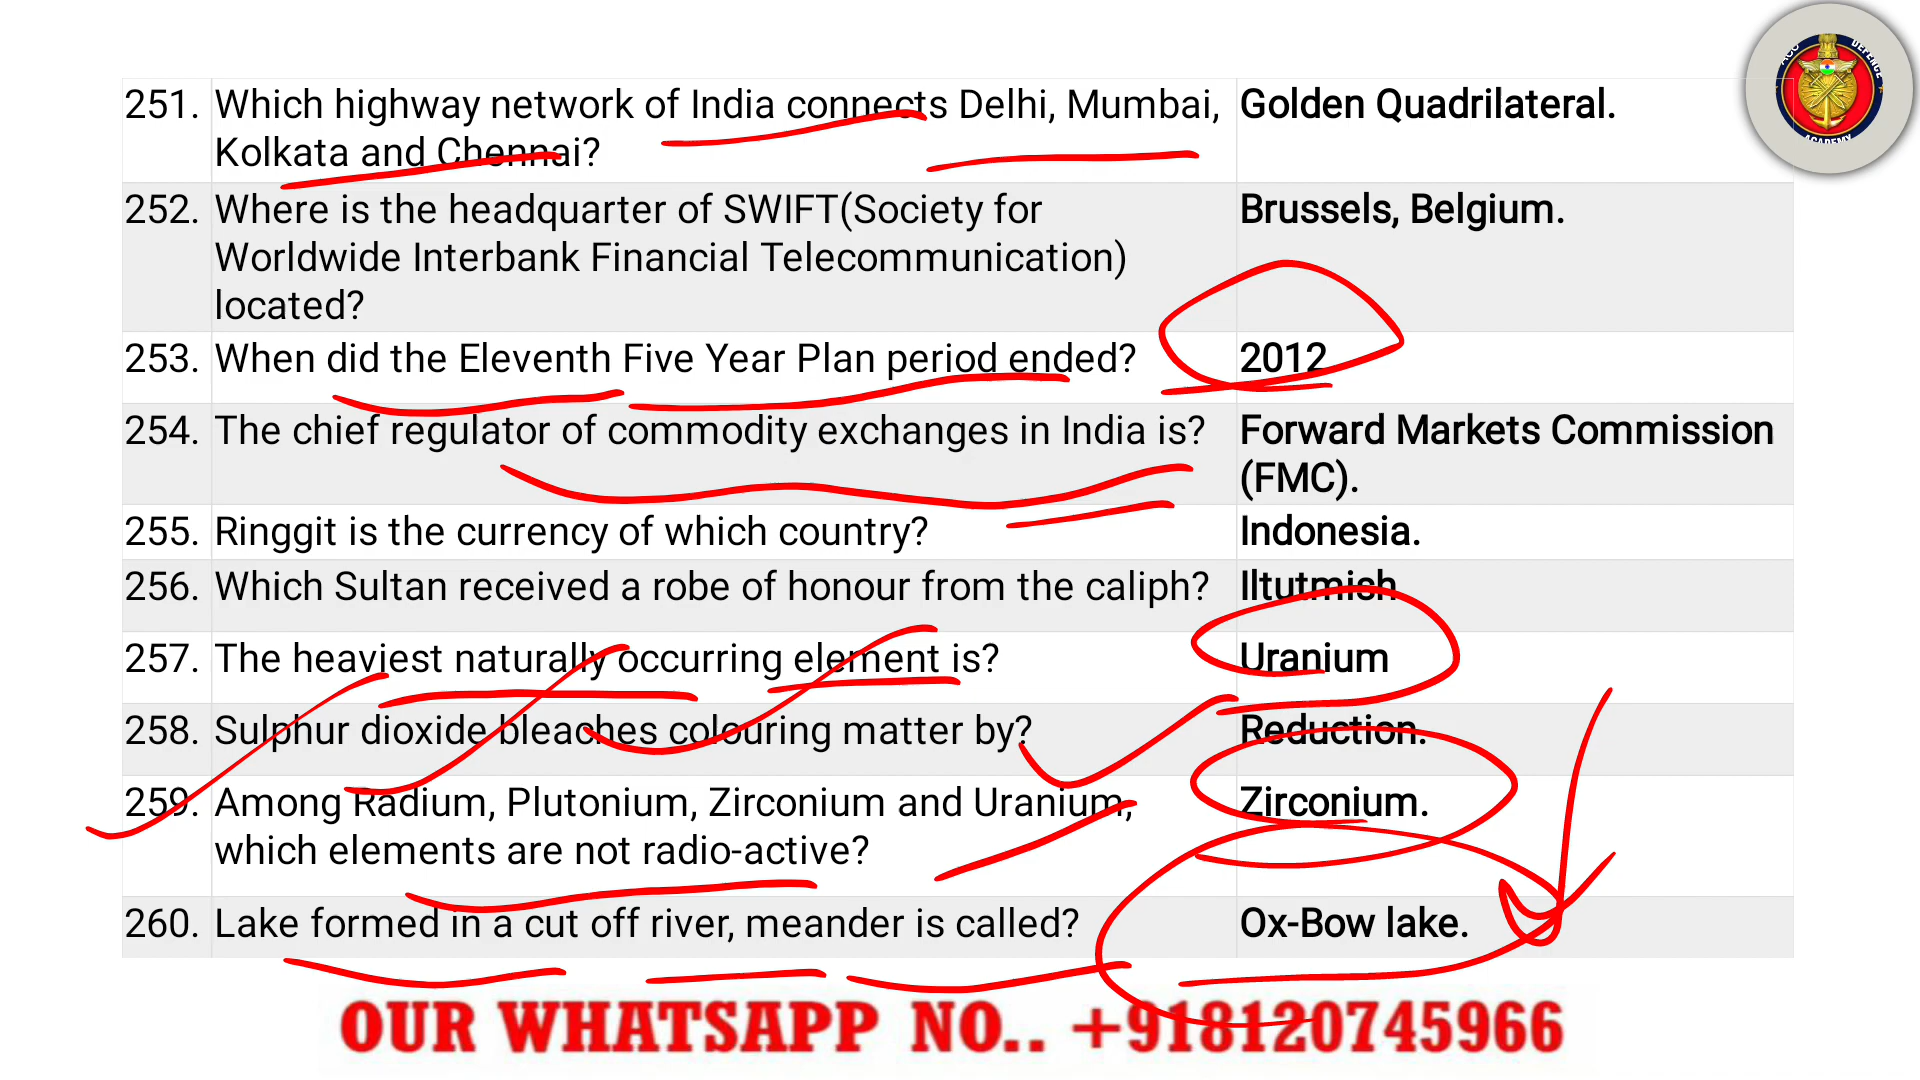 251. Which highway network of India connects Delhi, Mumbai, Golden Quadrilateral.
Kolkata and Chennai?
252. Where is the headquarter of SWIFT(Society for Brussels, Belgium.
Worldwide Interbank Financial Telecommunication)
located?
253. When did the Eleventh Five Year Plan period ended? 2012
254. The chief regulator of commodity exchanges in India is? Forward Markets Commission
(FMC).
255. Ringgit is the currency of which country? Indonesia.
256. Which Sultan received a robe of honour from the caliph? Iltutmish
257. The heaviest naturally occurring element is? Uranium
258. Sulphur dioxide bleaches colouring matter by? Reduction.
259. Among Radium, Plutonium, Zirconium and Uranium, Zirconium.
which elements are not radio-active?
260. Lake formed in a cut off river, meander is called? Ox-Bow lake.
OUR WHATSAPP NO.. +918120745966
DEFENCE
ACADEMY